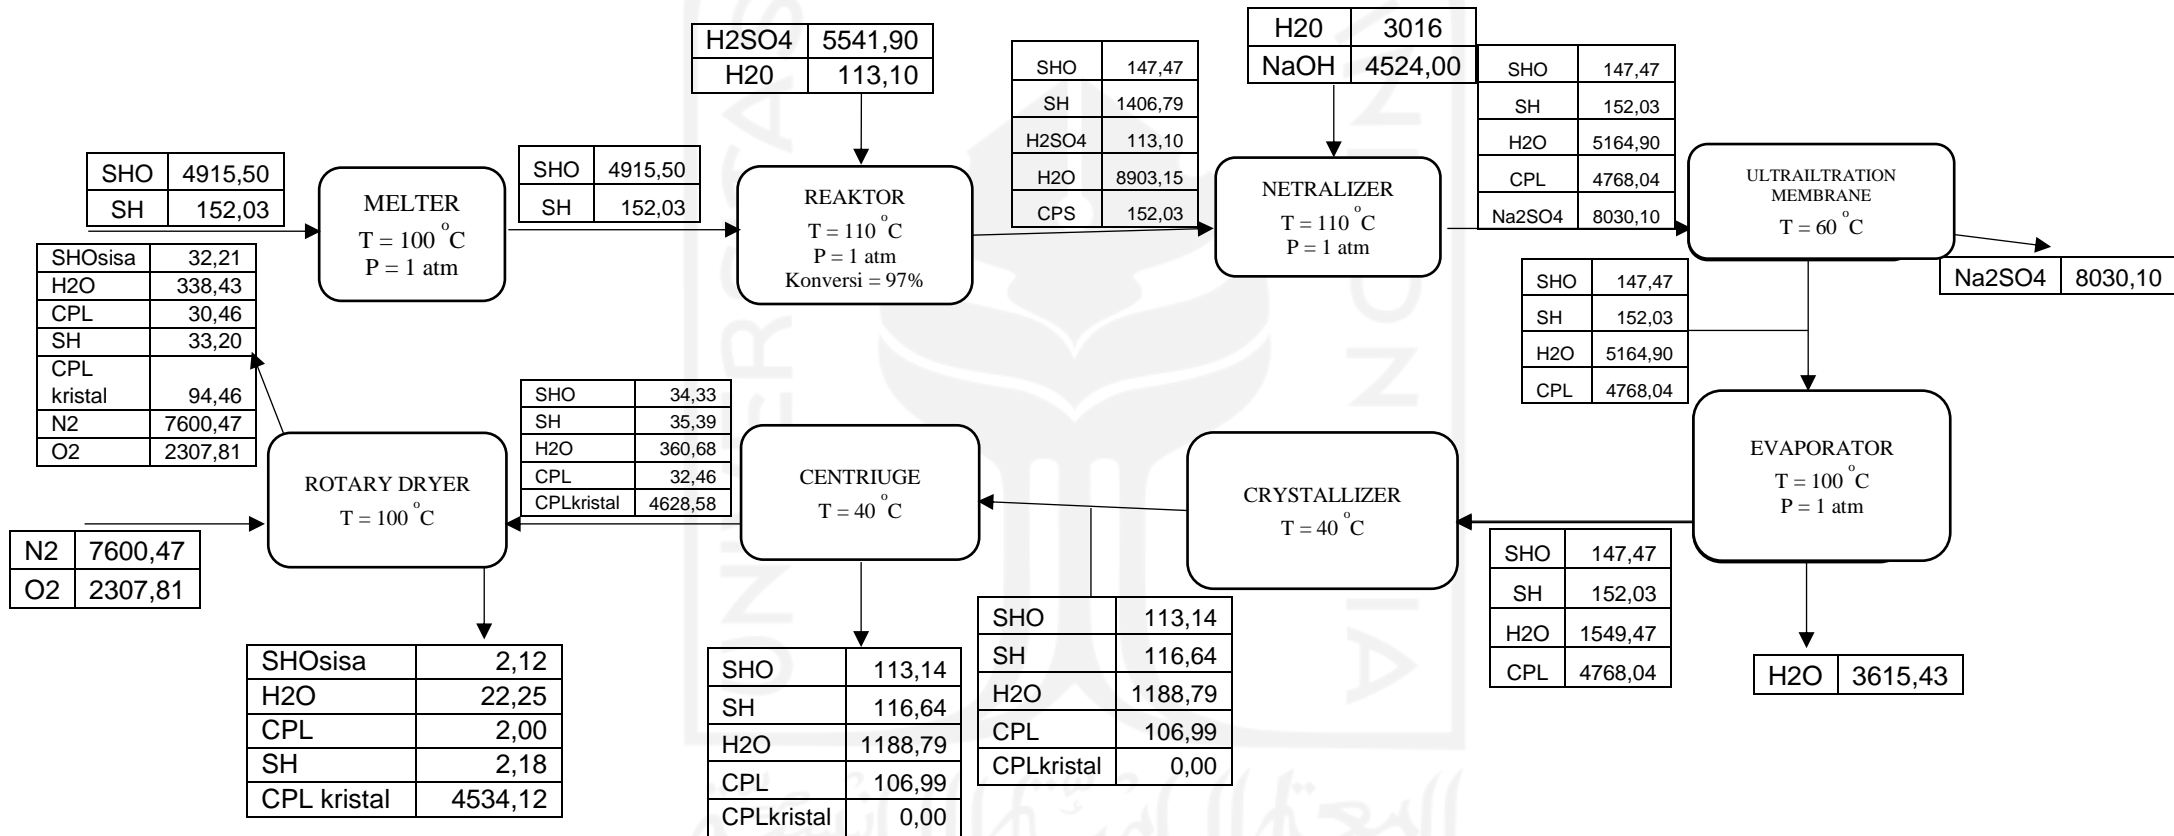 H2SO4 5541,90
H20 113,10
SHO 147,47
SH 1406,79
H2SO4 113,10
H2O 8903,15
CPS 152,03
H20 3016
NaOH 4524,00
SHO 147,47
SH 152,03
H2O 5164,90
CPL 4768,04
Na2SO4 8030,10
SHO 4915,50
SH 152,03
MELTER
T = 100 °C
P = 1 atm
SHO 4915,50
SH 152,03
REAKTOR
T = 110 °C
P = 1 atm
Konversi = 97%
NETRALIZER
T = 110 °C
P = 1 atm
ULTRAILTRATION
MEMBRANE
T = 60 °C
Na2SO4 8030,10
SHO 147,47
SH 152,03
H2O 5164,90
CPL 4768,04
SHOsisa 32,21
H2O 338,43
CPL 30,46
SH 33,20
CPL
kristal 94,46
N2 7600,47
O2 2307,81
ROTARY DRYER
T = 100 °C
SHO 34,33
SH 35,39
H2O 360,68
CPL 32,46
CPLkristal 4628,58
CENTRIUGE
T = 40 °C
CRYSTALLIZER
T = 40 °C
EVAPORATOR
T = 100 °C
P = 1 atm
N2 7600,47
O2 2307,81
SHOsisa 2,12
H2O 22,25
CPL 2,00
SH 2,18
CPL kristal 4534,12
SHO 113,14
SH 116,64
H2O 1188,79
CPL 106,99
CPLkristal 0,00
SHO 113,14
SH 116,64
H2O 1188,79
CPL 106,99
CPLkristal 0,00
SHO 147,47
SH 152,03
H2O 1549,47
CPL 4768,04
H2O 3615,43